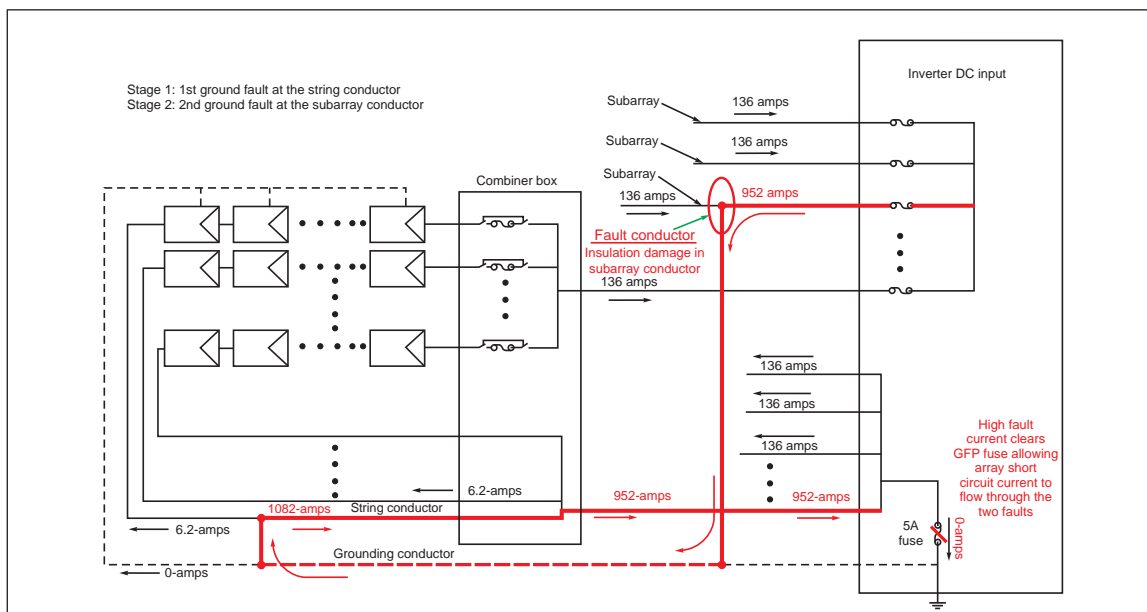 Stage 1: 1st ground fault at the string conductor
Stage 2: 2nd ground fault at the subarray conductor
Inverter DC input
Subarray
136 amps
Subarray
136 amps
Combiner box
Subarray
136 amps
952 amps
Fault conductor
Insulation damage in
subarray conductor
136 amps
136 amps
136 amps
136 amps
High fault
current clears
GFP fuse allowing
array short
circuit current to
flow through the
two faults
6.2-amps
1082-amps
String conductor
952-amps
952-amps
6.2-amps
5A
fuse
0-amps
Grounding conductor
0-amps